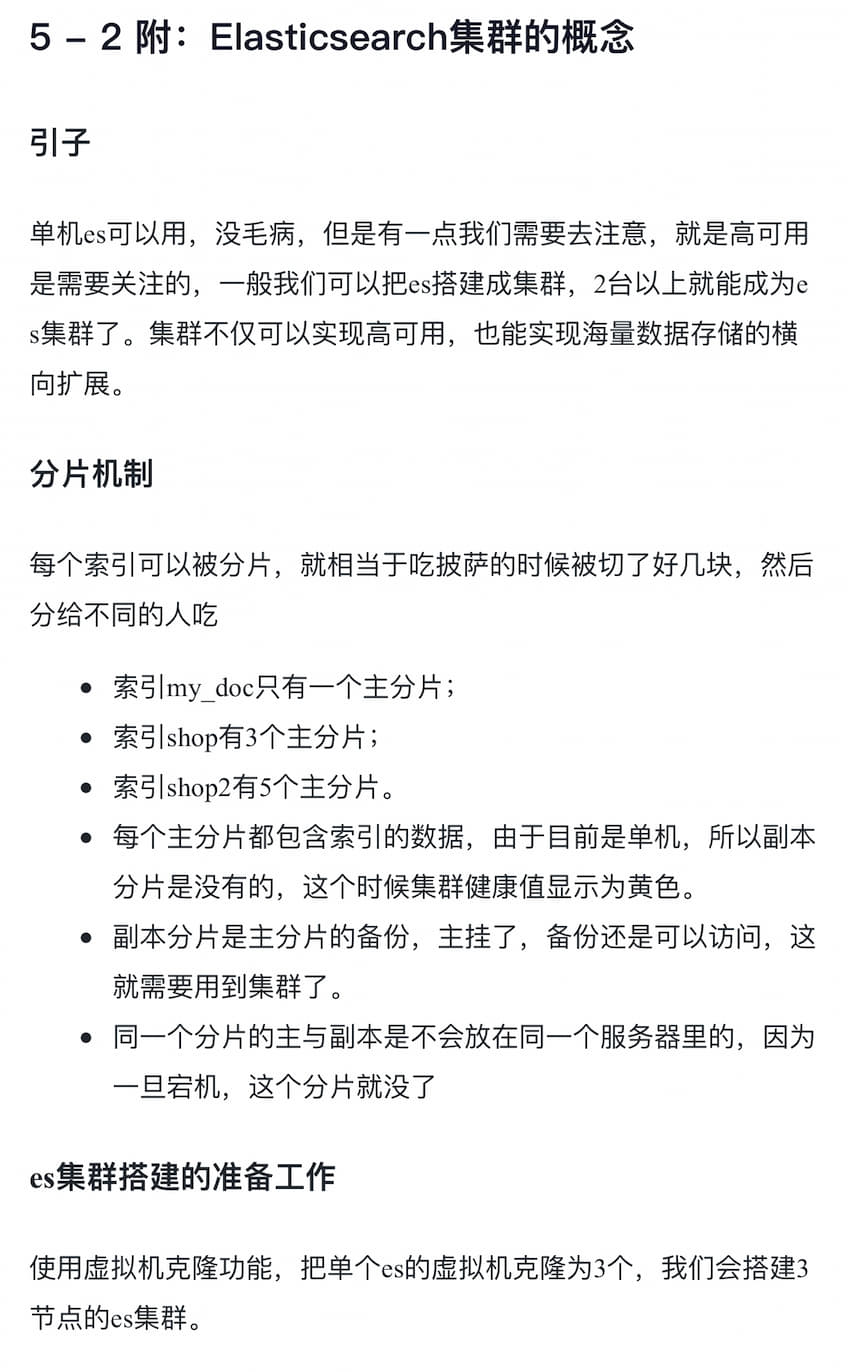 5 – 2 附：Elasticsearch集群的概念
引子
单机es可以用，没毛病，但是有一点我们需要去注意，就是高可用
是需要关注的，一般我们可以把es搭建成集群，2台以上就能成为e
s集群了。集群不仅可以实现高可用，也能实现海量数据存储的横
向扩展。
分片机制
每个索引可以被分片，就相当于吃披萨的时候被切了好几块，然后
分给不同的人吃
• 索引my_doc只有一个主分片；
• 索引shop有3个主分片；
• 索引shop2有5个主分片。
• 每个主分片都包含索引的数据，由于目前是单机，所以副本
分片是没有的，这个时候集群健康值显示为黄色。
• 副本分片是主分片的备份，主挂了，备份还是可以访问，这
就需要用到集群了。
• 同一个分片的主与副本是不会放在同一个服务器里的，因为
一旦宕机，这个分片就没了
es集群搭建的准备工作
使用虚拟机克隆功能，把单个es的虚拟机克隆为3个，我们会搭建3
节点的es集群。